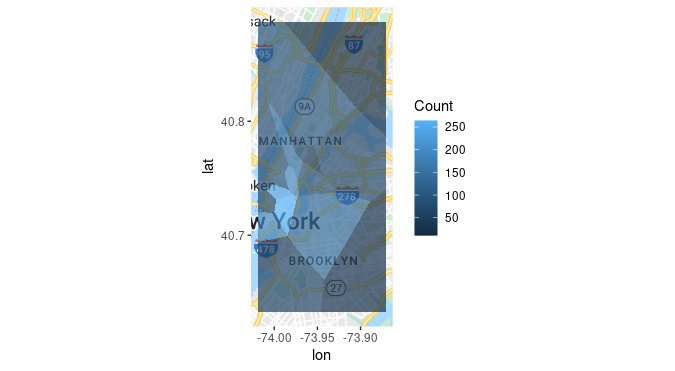 sack
95
87
9A
MANHATTAN
oken
278
w York
478
BROOKLYN
27
40.8
40.7
lat
-74.00 -73.95 -73.90
lon
Count
250
200
150
100
50